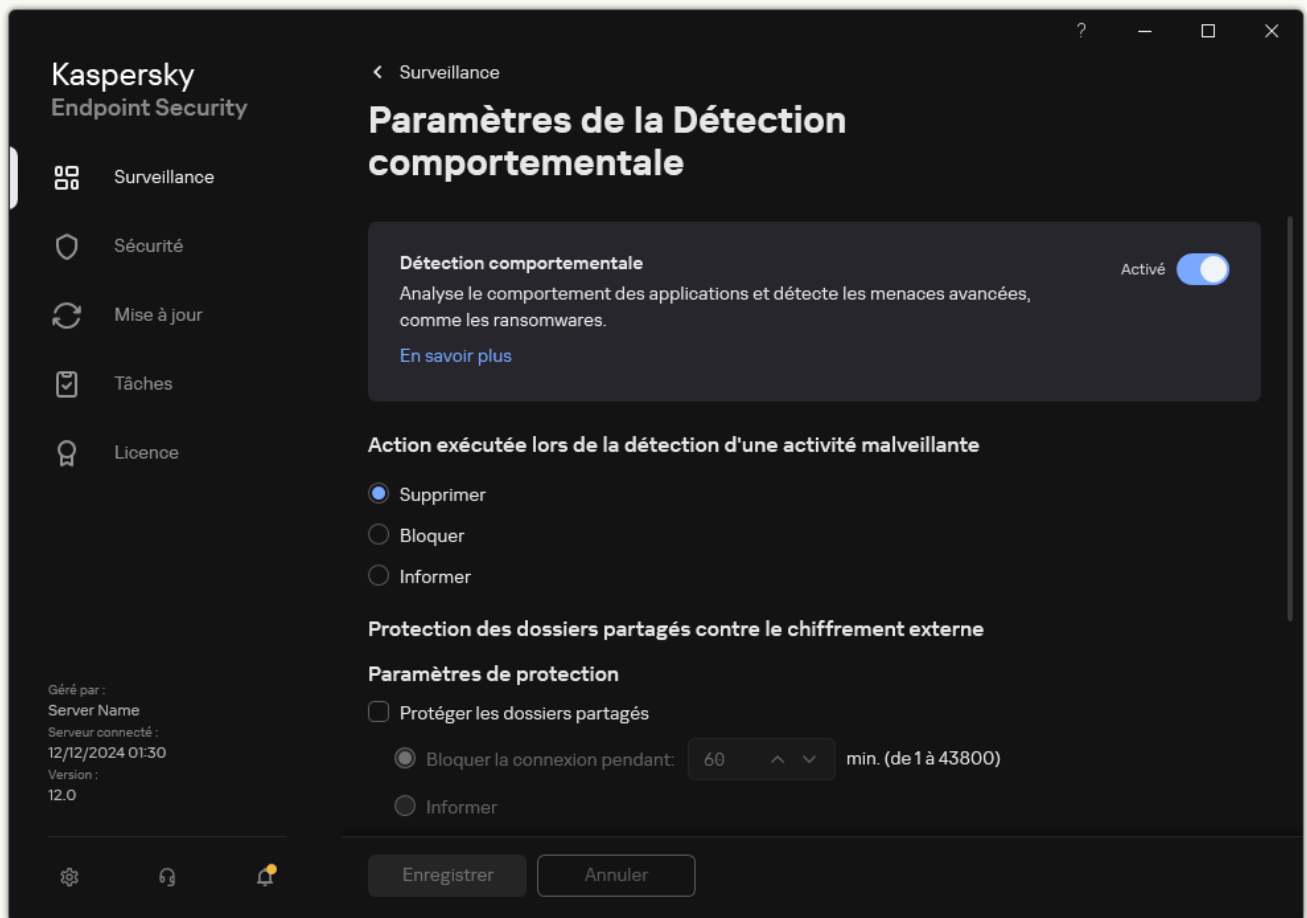 ?
Kaspersky
Endpoint Security
Surveillance
Sécurité
Mise à jour
Tâches
Licence
Géré par :
Server Name
Serveur connecté :
12/12/2024 01:30
Version :
12.0
Surveillance
Paramètres de la Détection
comportementale
Détection comportementale
Activé
Analyse le comportement des applications et détecte les menaces avancées,
comme les ransomwares.
En savoir plus
Action exécutée lors de la détection d'une activité malveillante
Supprimer
Bloquer
Informer
Protection des dossiers partagés contre le chiffrement externe
Paramètres de protection
Protéger les dossiers partagés
Bloquer la connexion pendant: 60 min. (de 1 à 43800)
Informer
Enregistrer Annuler